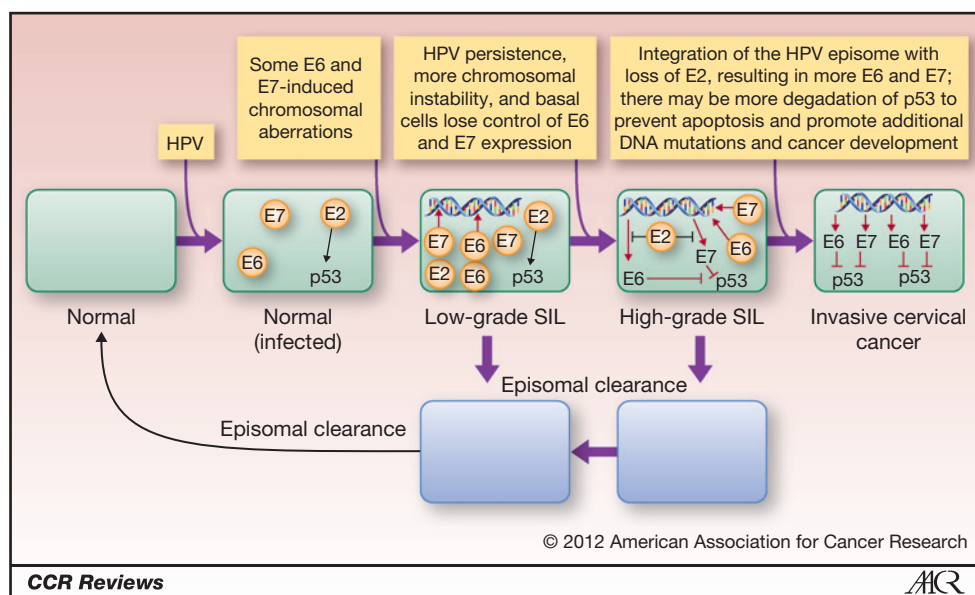 HPV
Some E6 and
E7-induced
chromosomal
aberrations
HPV persistence,
more chromosomal
instability, and basal
cells lose control of E6
and E7 expression
Integration of the HPV episome with
loss of E2, resulting in more E6 and E7;
there may be more degadation of p53 to
prevent apoptosis and promote additional
DNA mutations and cancer development
E7
E2
E6
p53
E2
E7
E6
E7
E2
E6
p53
E7
E2
E6
E7
E6
p53
E6 E7 E6 E7
p53 p53
Normal
Normal
(infected)
Low-grade SIL
High-grade SIL
Invasive cervical
cancer
Episomal clearance
Episomal clearance
© 2012 American Association for Cancer Research
CCR Reviews
AACR